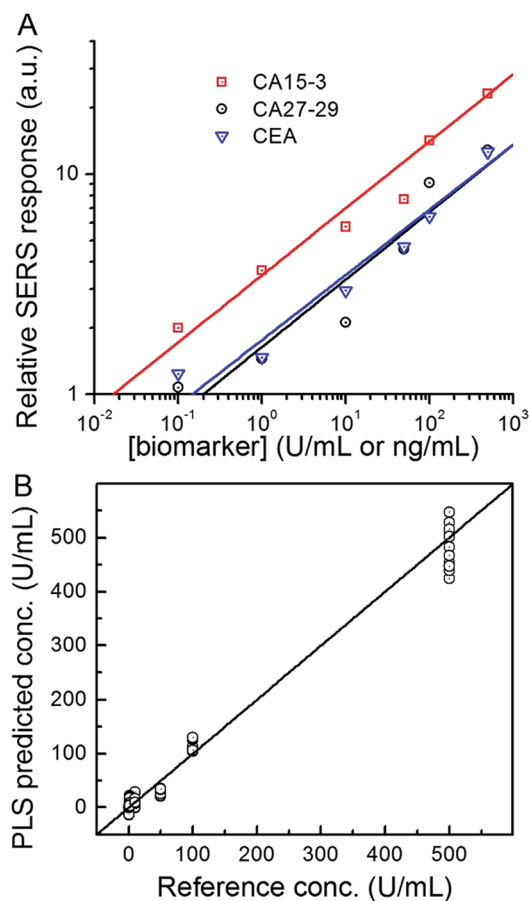 A
Relative SERS response (a.u.)
10
1
CA15-3
CA27-29
CEA
10⁻² 10⁻¹ 10⁰ 10¹ 10² 10³
[biomarker] (U/mL or ng/mL)
B
PLS predicted conc. (U/mL)
500
400
300
200
100
0
0 100 200 300 400 500
Reference conc. (U/mL)